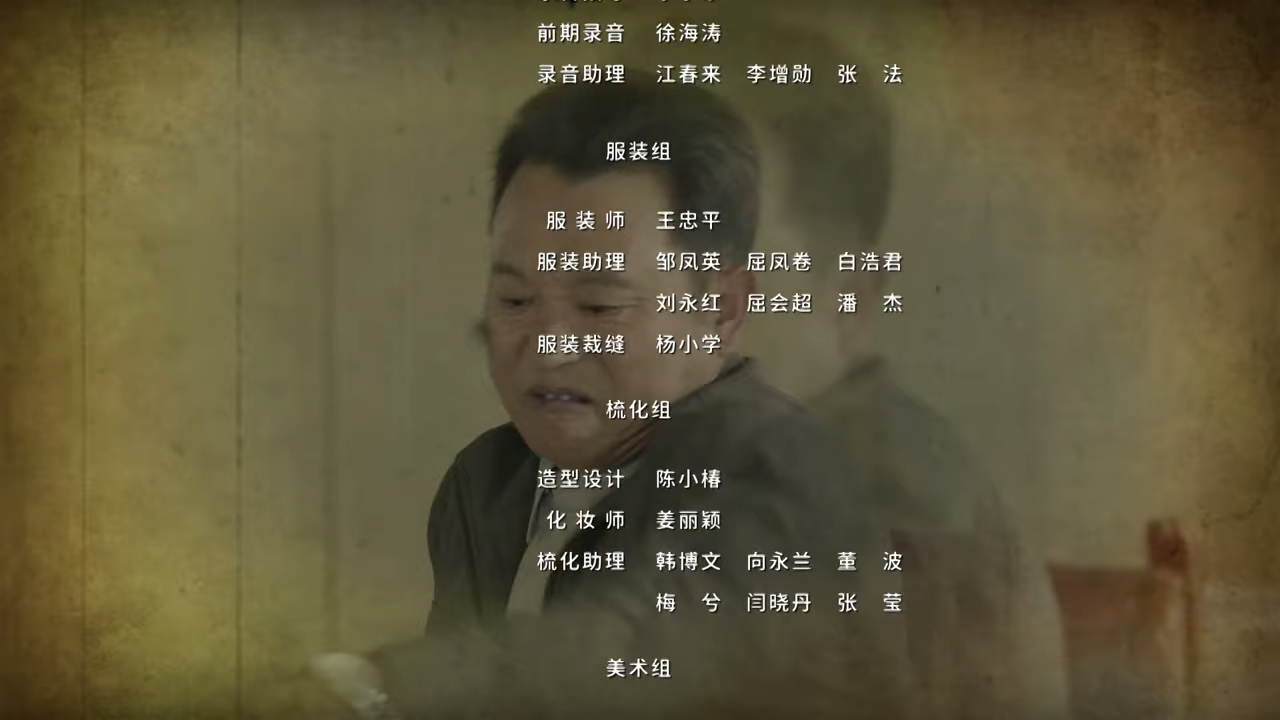 前期录音 徐海涛
录音助理 江春来 李增勋 张 法
服装组
服装师 王忠平
服装助理 邹凤英 屈凤卷 白浩君
刘永红 屈会超 潘 杰
服装裁缝 杨小学
梳化组
造型设计 陈小椿
化妆师 姜丽颖
梳化助理 韩博文 向永兰 董 波
梅 兮 闫晓丹 张 莹
美术组